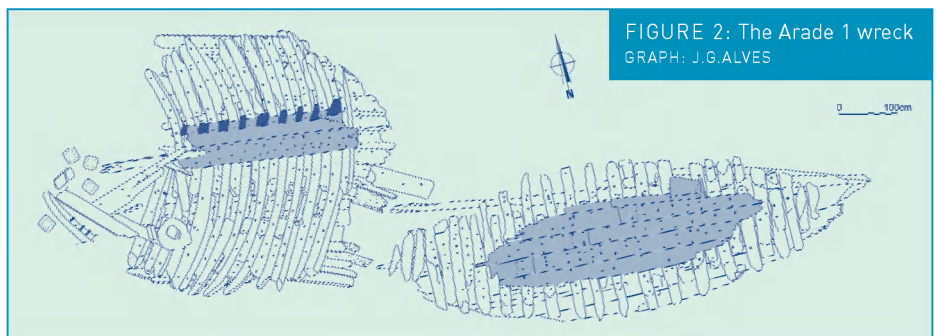 FIGURE 2: The Arade 1 wreck
GRAPH: J.G.ALVES
N
0 100cm